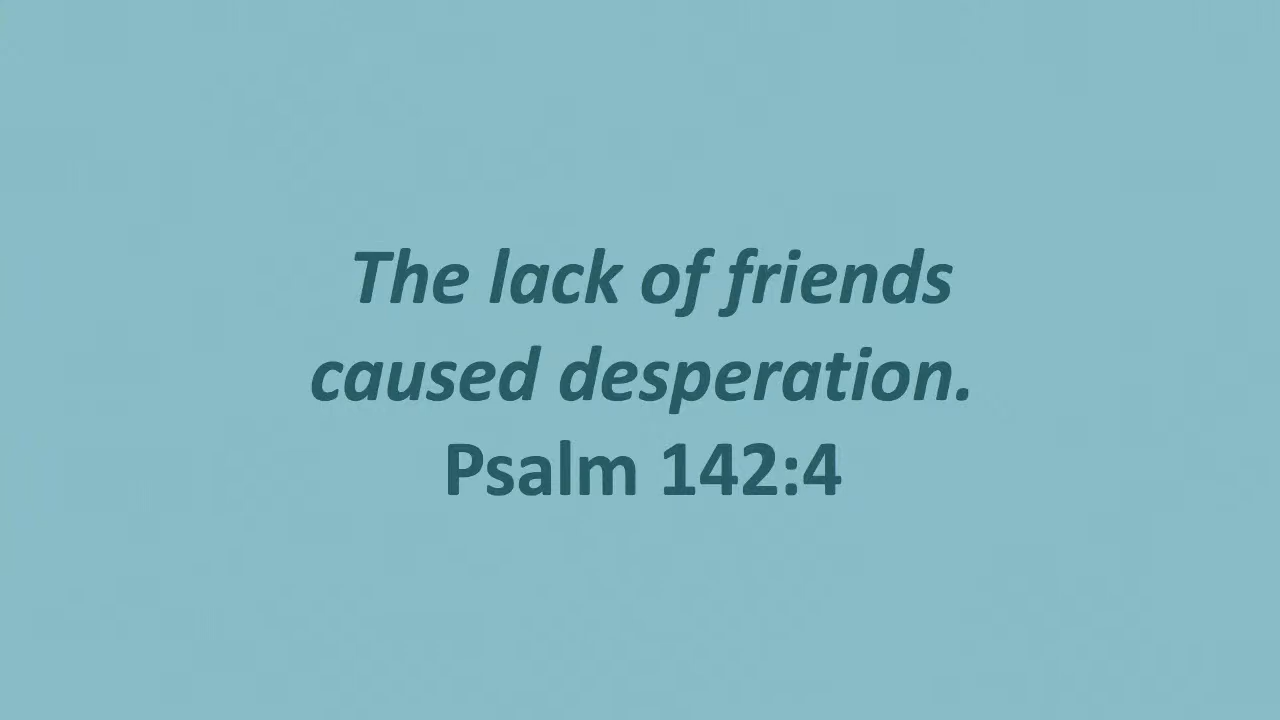 The lack of friends
caused desperation.
Psalm 142:4